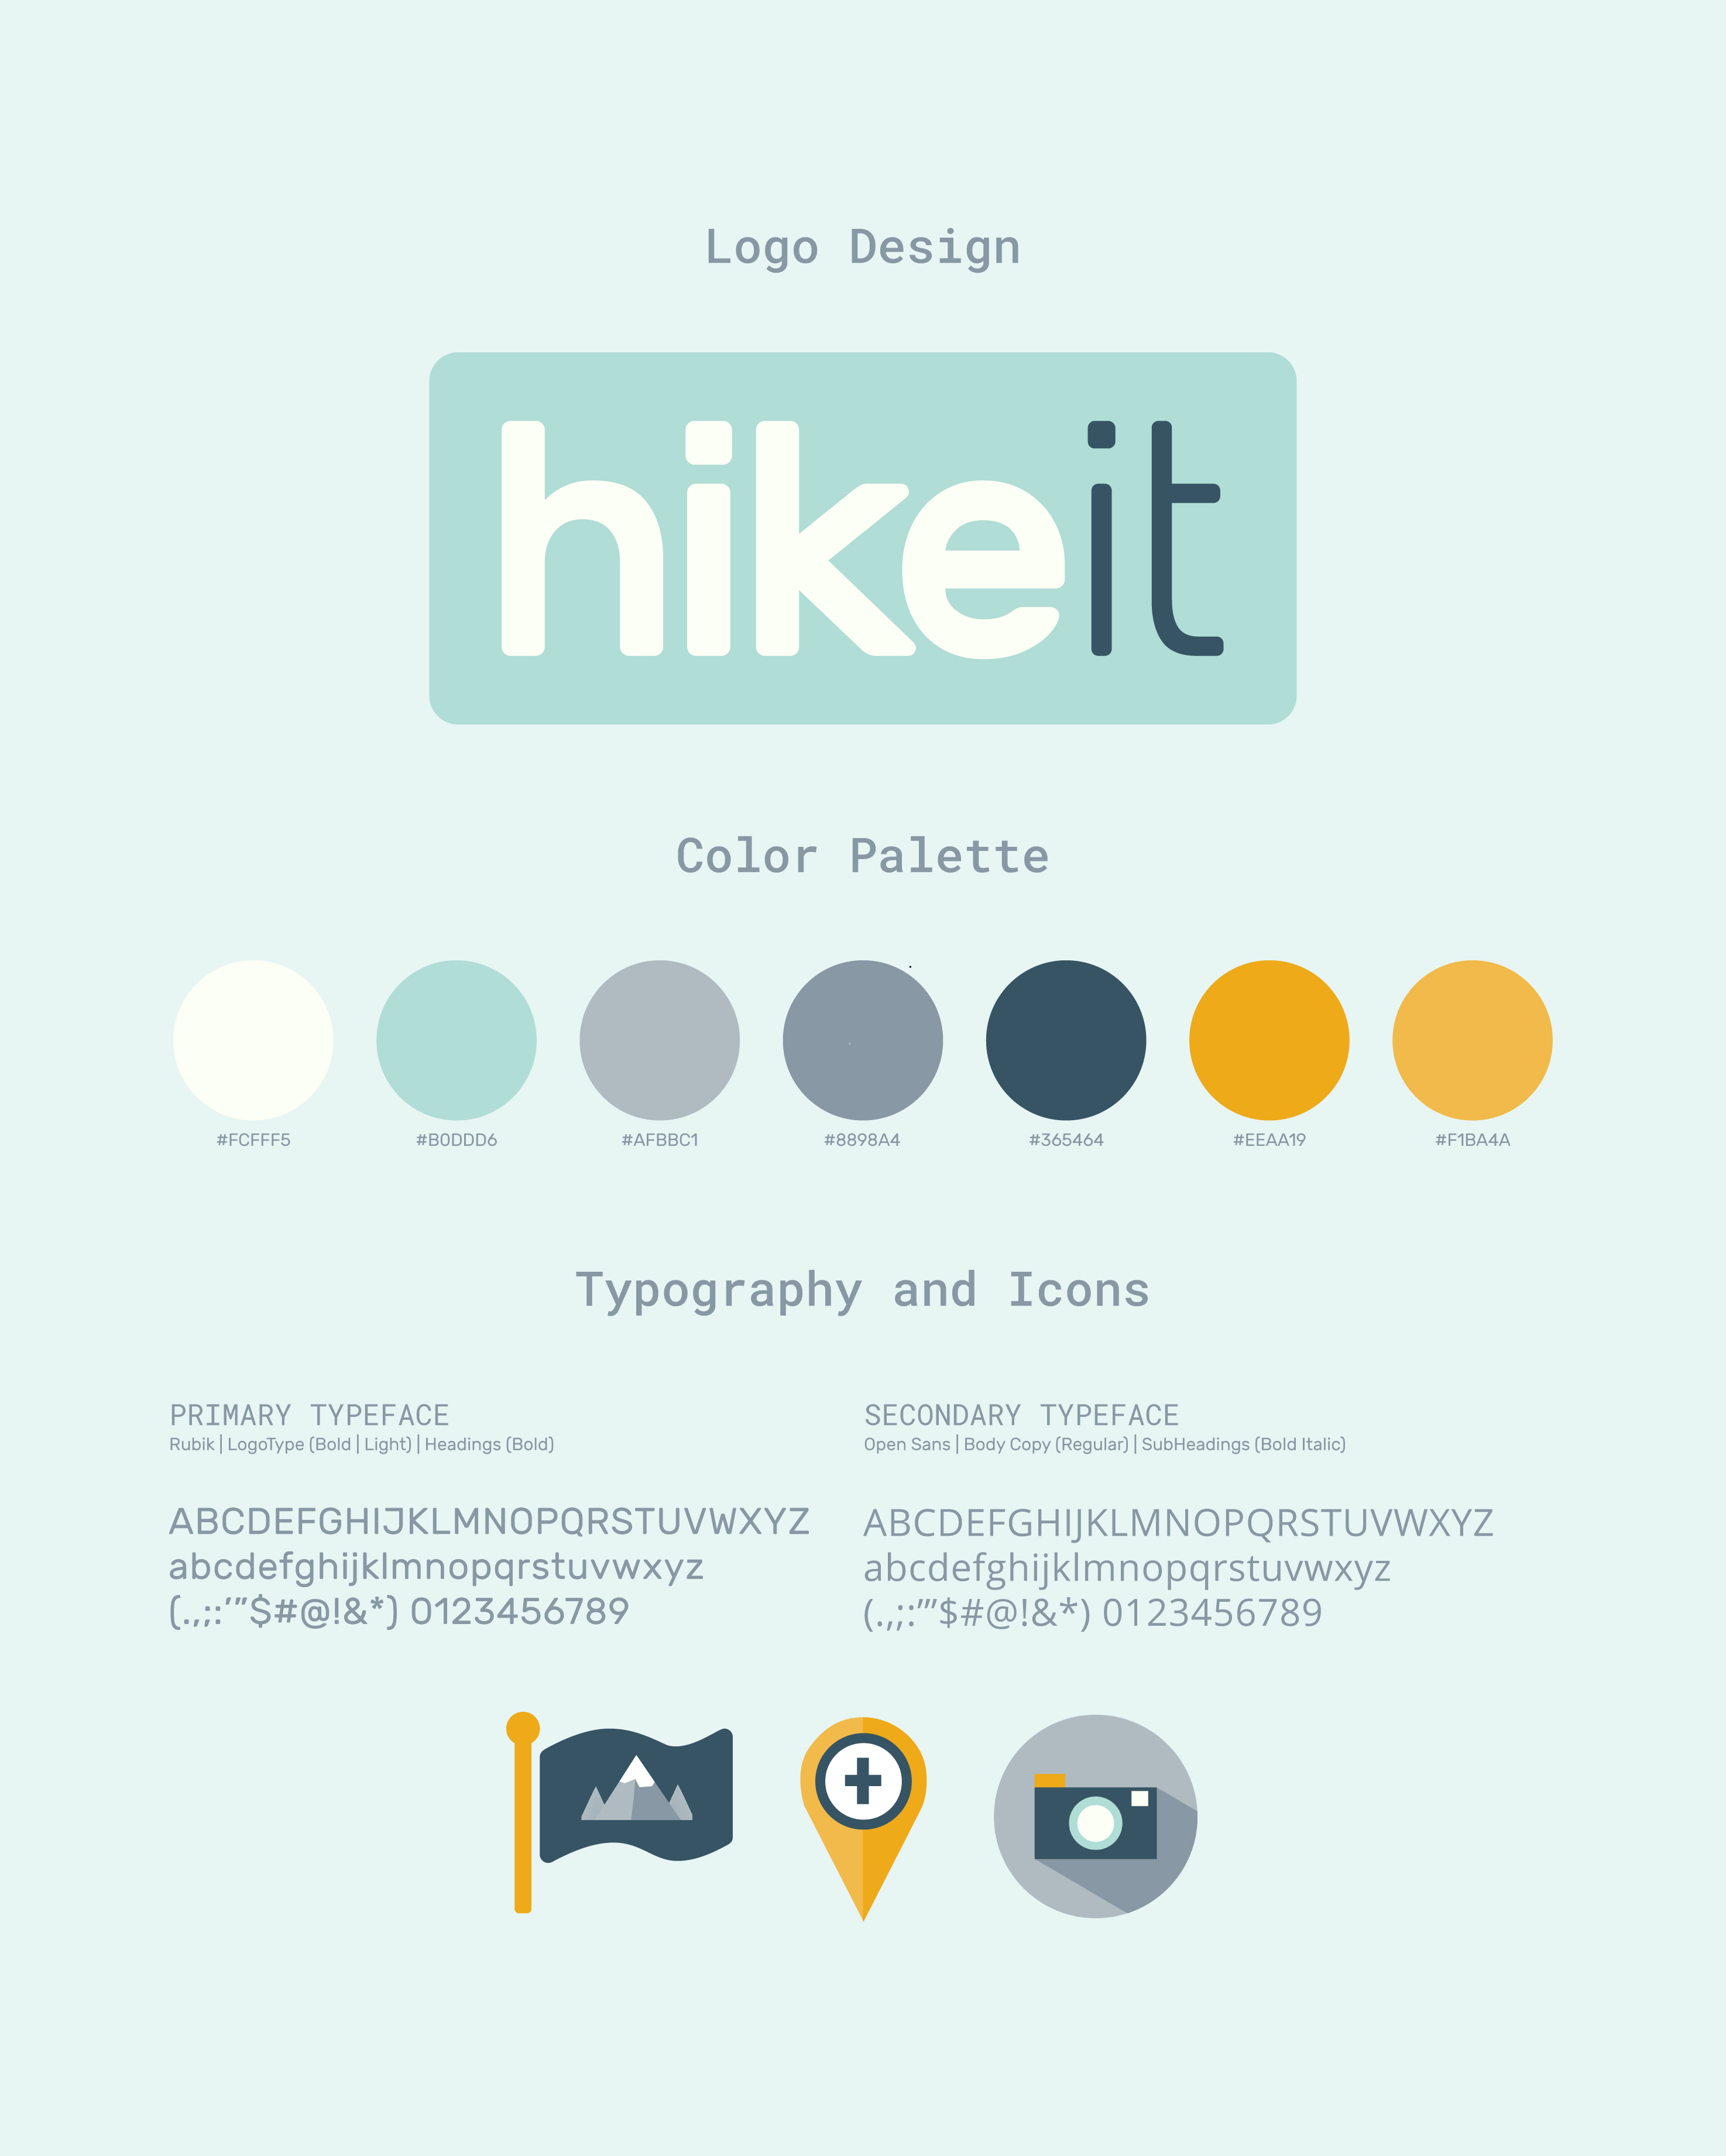 Logo Design
hikeit
Color Palette
#FCFFF5 #B0DDD6 #AFBBC1 #8898A4 #365464 #EEAA19 #F1BA4A
Typography and Icons
PRIMARY TYPEFACE
Rubik | LogoType (Bold | Light) | Headings (Bold)
ABCDEFGHIJKLMNOPQRSTUVWXYZ
abcdefghijklmnopqrstuvwxyz
(.,;:’”$#@!&*) 0123456789
SECONDARY TYPEFACE
Open Sans | Body Copy (Regular) | SubHeadings (Bold Italic)
ABCDEFGHIJKLMNOPQRSTUVWXYZ
abcdefghijklmnopqrstuvwxyz
(.,;:’”$#@!&*) 0123456789